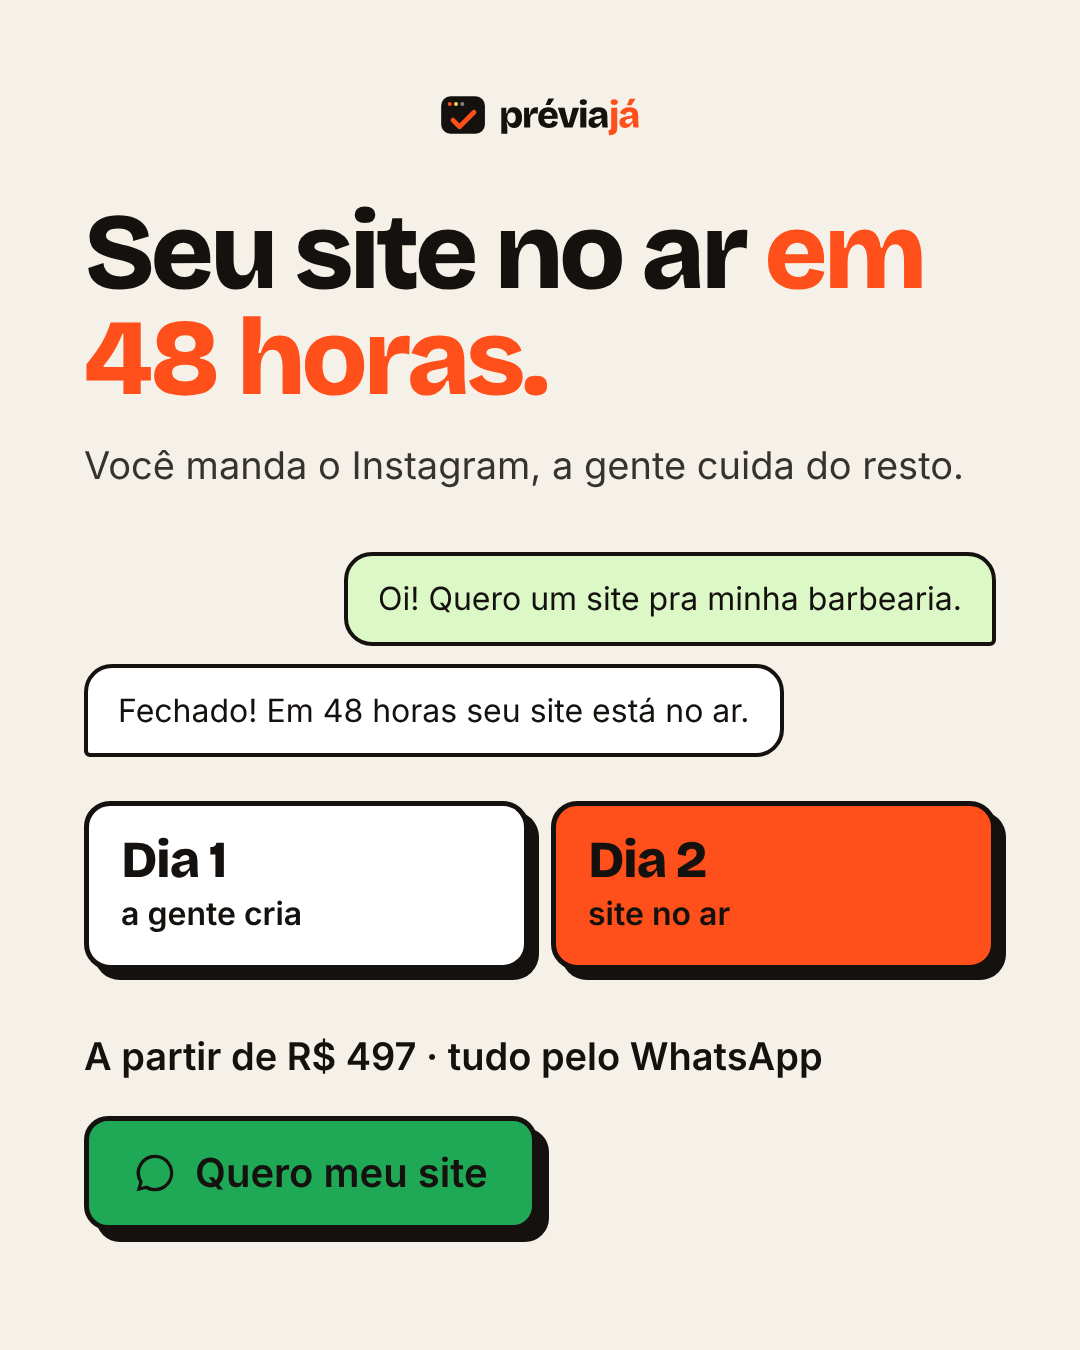 préviajá
Seu site no ar em
48 horas.
Você manda o Instagram, a gente cuida do resto.
Oi! Quero um site pra minha barbearia.
Fechado! Em 48 horas seu site está no ar.
Dia 1
a gente cria
Dia 2
site no ar
A partir de R$ 497 · tudo pelo WhatsApp
Quero meu site